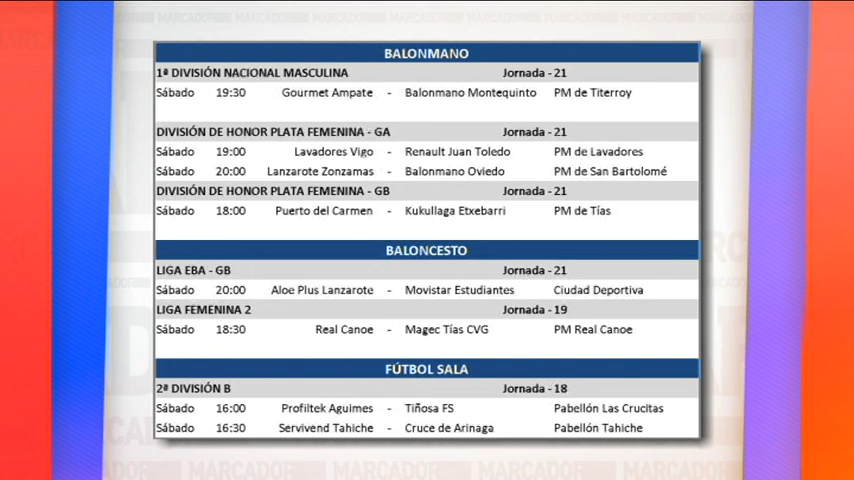 BALONMANO
1ª DIVISIÓN NACIONAL MASCULINA Jornada - 21
Sábado 19:30 Gourmet Ampate - Balonmano Montequinto PM de Titerroy
DIVISIÓN DE HONOR PLATA FEMENINA - GA Jornada - 21
Sábado 19:00 Lavadores Vigo - Renault Juan Toledo PM de Lavadores
Sábado 20:00 Lanzarote Zonzamas - Balonmano Oviedo PM de San Bartolomé
DIVISIÓN DE HONOR PLATA FEMENINA - GB Jornada - 21
Sábado 18:00 Puerto del Carmen - Kukullaga Etxebarri PM de Tías
BALONCESTO
LIGA EBA - GB Jornada - 21
Sábado 20:00 Aloe Plus Lanzarote - Movistar Estudiantes Ciudad Deportiva
LIGA FEMENINA 2 Jornada - 19
Sábado 18:30 Real Canoe - Magec Tías CVG PM Real Canoe
FÚTBOL SALA
2ª DIVISIÓN B Jornada - 18
Sábado 16:00 Profiltek Aguimes - Tiñosa FS Pabellón Las Crucitas
Sábado 16:30 Servivend Tahiche - Cruce de Arinaga Pabellón Tahiche
MARCADOR MARCADOR MARCADOR